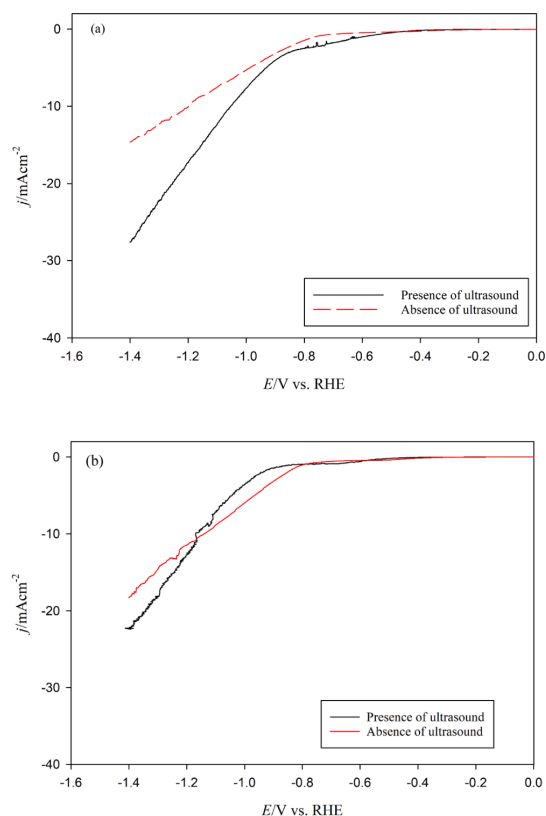 (a)
0
-10
-20
-30
-40
j/mAcm-2
Presence of ultrasound
Absence of ultrasound
-1.6 -1.4 -1.2 -1.0 -0.8 -0.6 -0.4 -0.2 0.0
E/V vs. RHE
(b)
0
-10
-20
-30
-40
j/mAcm-2
Presence of ultrasound
Absence of ultrasound
-1.6 -1.4 -1.2 -1.0 -0.8 -0.6 -0.4 -0.2 0.0
E/V vs. RHE